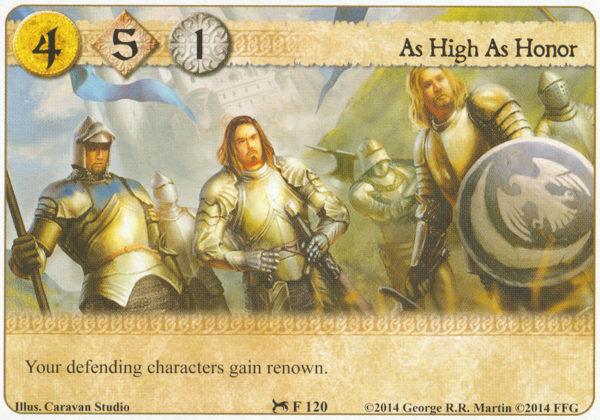 4 5 1 As High As Honor
Your defending characters gain renown.
Illus. Caravan Studio F 120 ©2014 George R.R. Martin ©2014 FFG